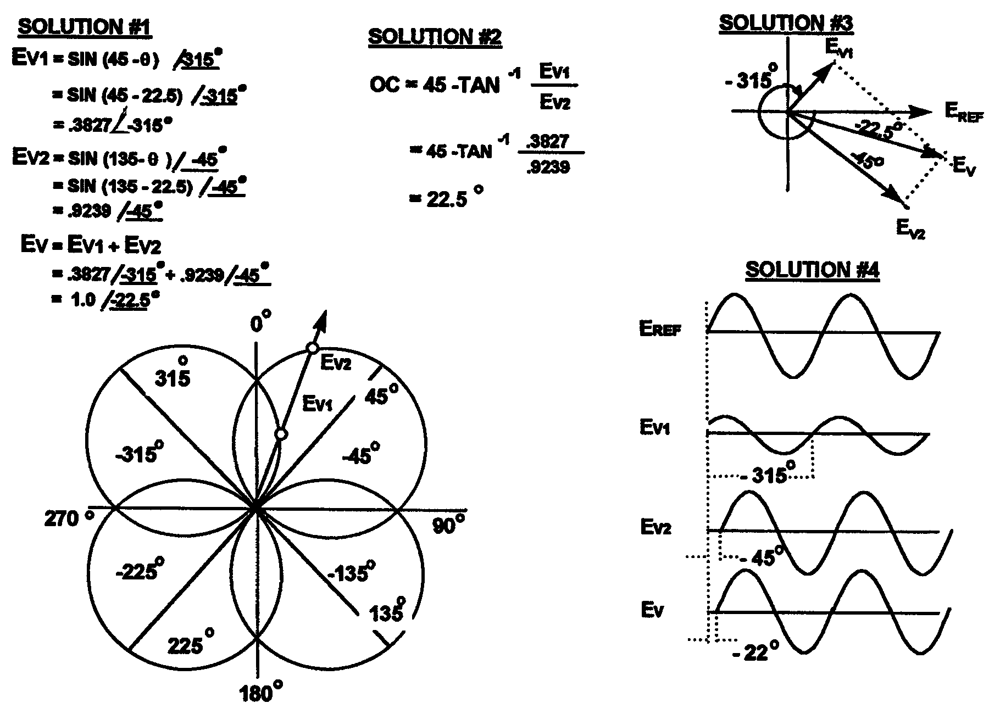 SOLUTION #1
EV1 = SIN (45 -θ) /315°
= SIN (45 - 22.5) /-315°
= .3827/-315°
EV2 = SIN (135- θ ) / -45°
= SIN (135 - 22.5) /-45°
= .9239 /-45°
EV = EV1 + EV2
= .3827/-315° + .9239/-45°
= 1.0 /-22.5°
SOLUTION #2
OC = 45 -TAN -1 EV1
EV2
= 45 -TAN -1 .3827
.9239
= 22.5 °
SOLUTION #3
EV1
- 315°
EREF
-22.5°
-45°
EV
EV2
SOLUTION #4
EREF
EV1
- 315°
EV2
- 45°
EV
- 22°
0°
EV2
315°
45°
EV1
-315°
-45°
270 °
90°
-225°
-135°
135°
225°
180°